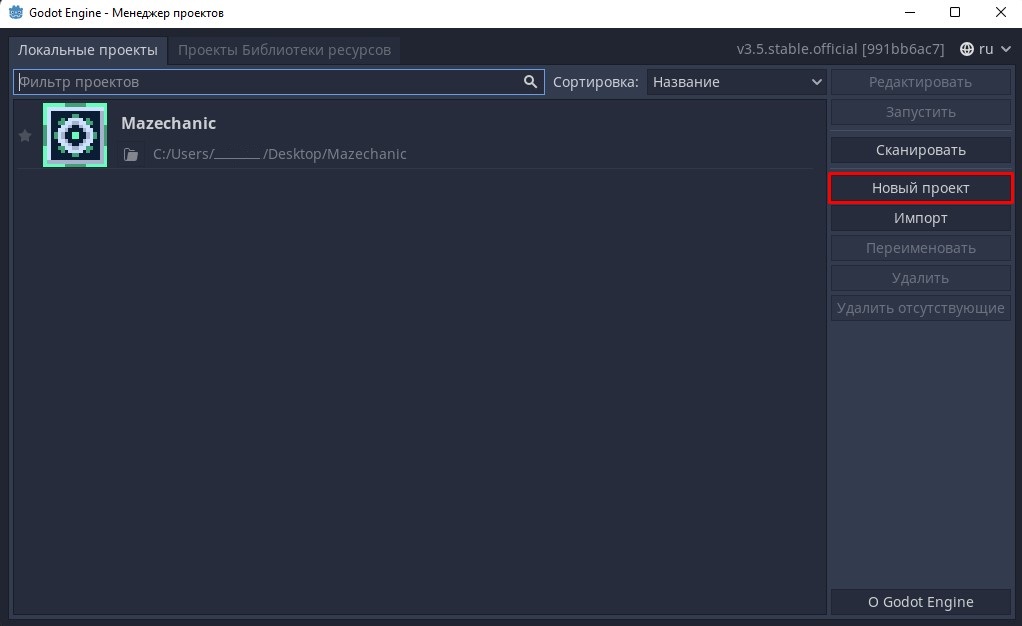 Godot Engine - Менеджер проектов
Локальные проекты Проекты Библиотеки ресурсов v3.5.stable.official [991bb6ac7] ru
Фильтр проектов Сортировка: Название Редактировать
Запустить
Mazechanic
C:/Users/ /Desktop/Mazechanic
Сканировать
Новый проект
Импорт
Переименовать
Удалить
Удалить отсутствующие
О Godot Engine